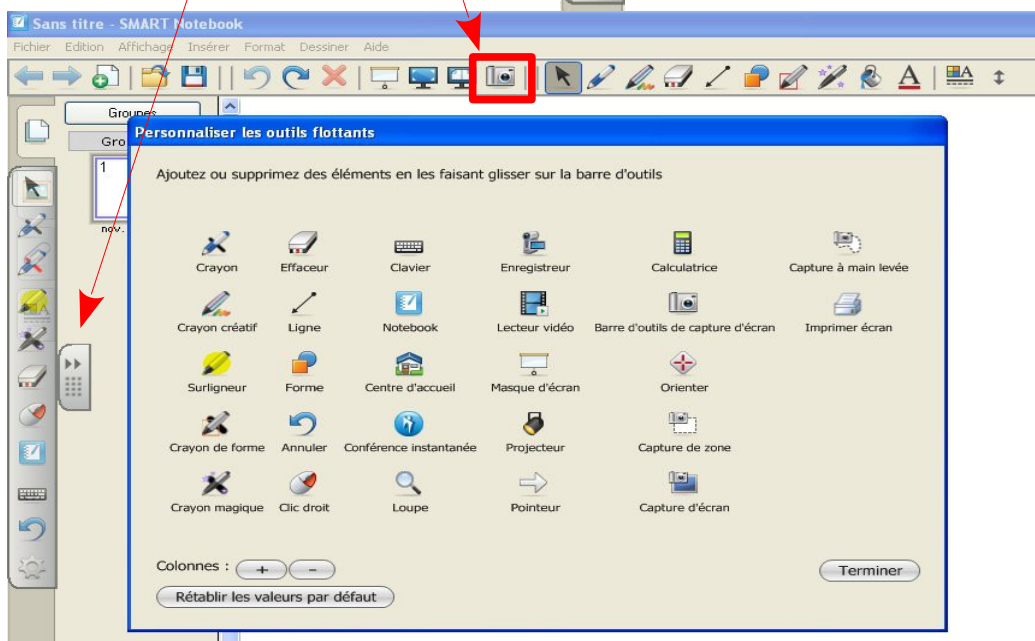 Sans titre - SMART Notebook
Fichier Edition Affichage Insérer Format Dessiner Aide
Groupes
Gro
1
nov.
Personnaliser les outils flottants
Ajoutez ou supprimez des éléments en les faisant glisser sur la barre d'outils
Crayon Effaceur Clavier Enregistreur Calculatrice Capture à main levée
Crayon créatif Ligne Notebook Lecteur vidéo Barre d'outils de capture d'écran Imprimer écran
Surligneur Forme Centre d'accueil Masque d'écran Orienter
Crayon de forme Annuler Conférence instantanée Projecteur Capture de zone
Crayon magique Clic droit Loupe Pointeur Capture d'écran
Colonnes : + -
Terminer
Rétablir les valeurs par défaut